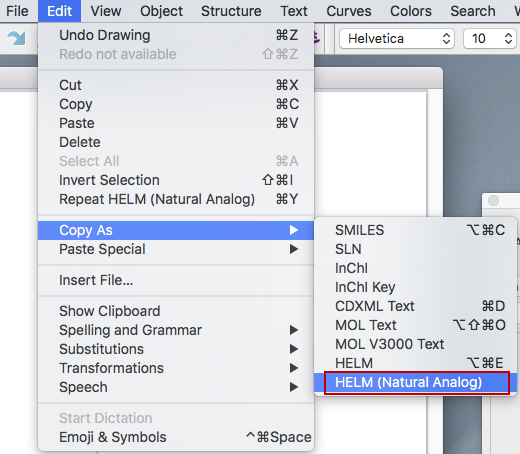 File Edit View Object Structure Text Curves Colors Search
Helvetica 10
Undo Drawing ⌘Z
Redo not available ⇧⌘Z
Cut ⌘X
Copy ⌘C
Paste ⌘V
Delete
Select All ⌘A
Invert Selection ⇧⌘I
Repeat HELM (Natural Analog) ⌘Y
Copy As
Paste Special
Insert File...
Show Clipboard
Spelling and Grammar
Substitutions
Transformations
Speech
Start Dictation
Emoji & Symbols ^⌘Space
SMILES ⌥⌘C
SLN
InChI
InChI Key
CDXML Text ⌘D
MOL Text ⌥⇧⌘O
MOL V3000 Text
HELM ⌥⌘E
HELM (Natural Analog)